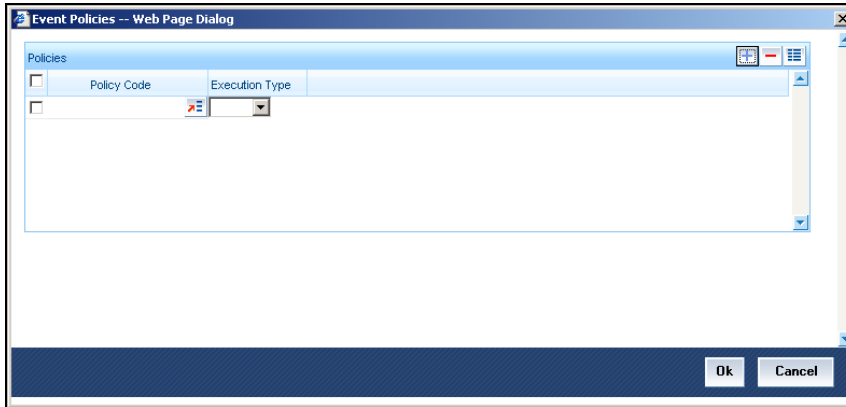 Event Policies -- Web Page Dialog
Policies
Policy Code Execution Type
Ok Cancel